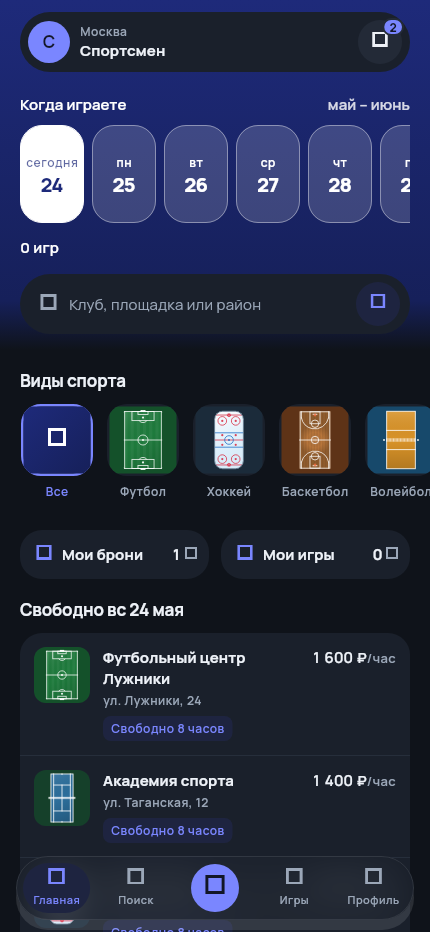 С
Москва
Спортсмен
2
Когда играете
май – июнь
сегодня
24
пн
25
вт
26
ср
27
чт
28
0 игр
Клуб, площадка или район
Виды спорта
Все
Футбол
Хоккей
Баскетбол
Волейбол
Мои брони
1
Мои игры
0
Свободно вс 24 мая
Футбольный центр
Лужники
1 600 ₽/час
ул. Лужники, 24
Свободно 8 часов
Академия спорта
1 400 ₽/час
ул. Таганская, 12
Свободно 8 часов
Главная
Поиск
Игры
Профиль